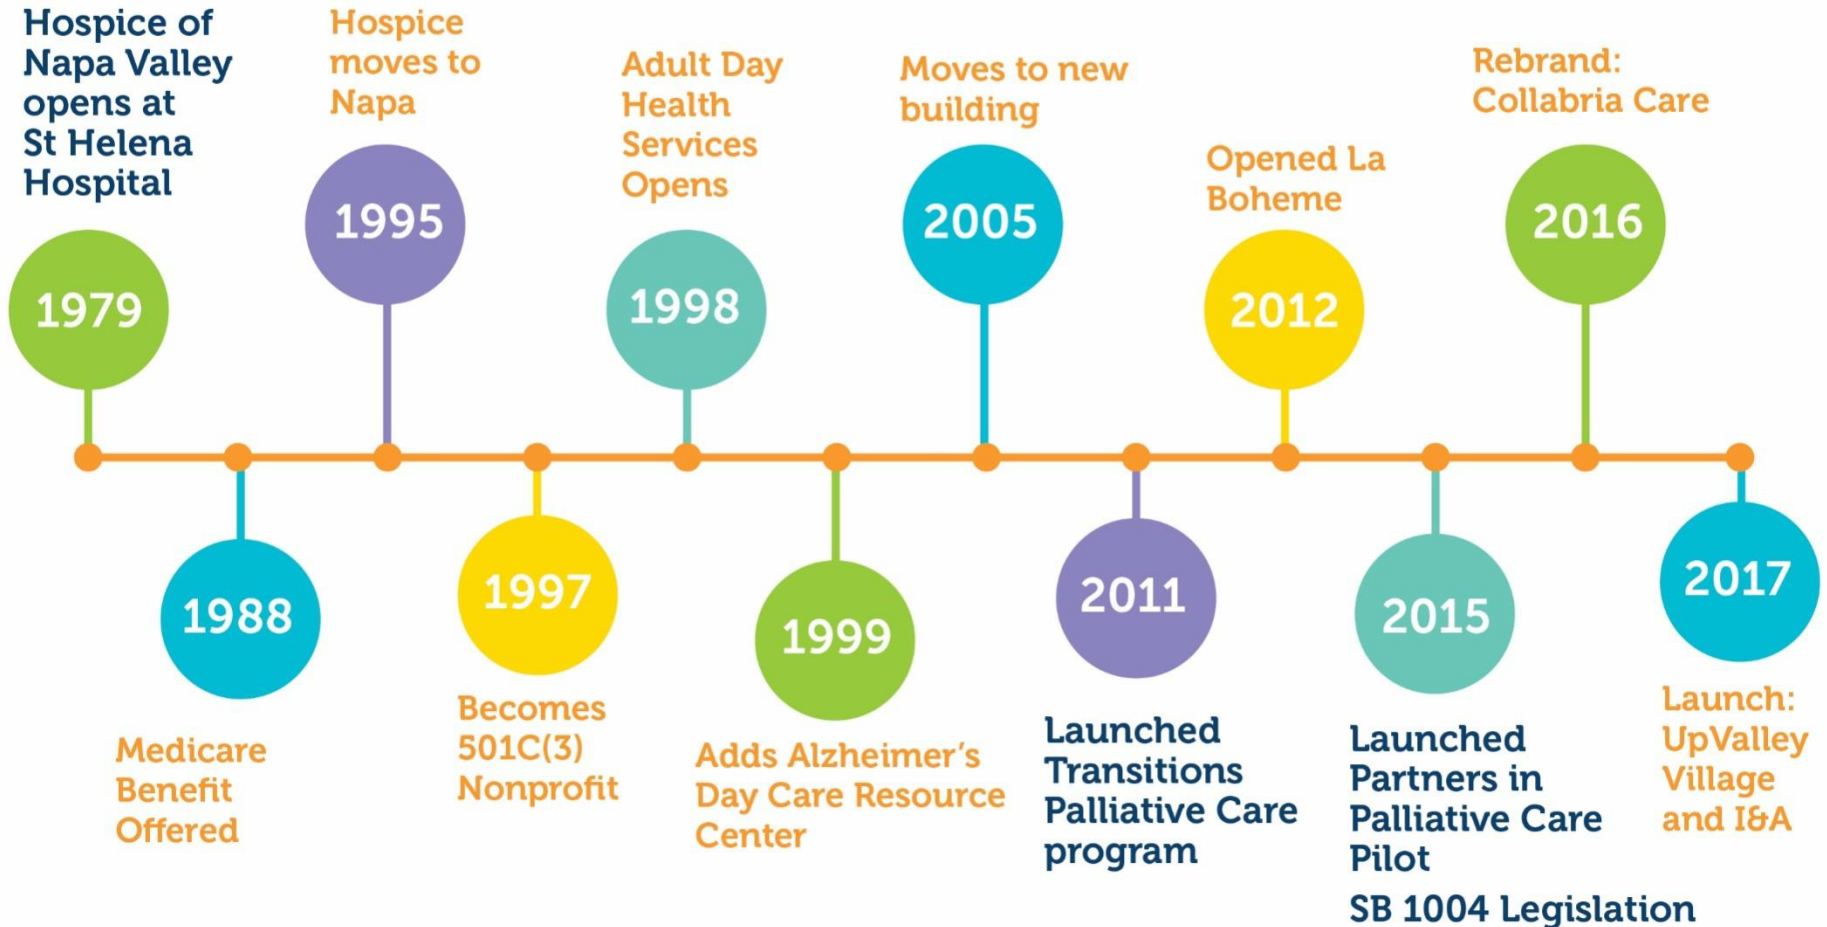 Hospice of
Napa Valley
opens at
St Helena
Hospital
1979
Medicare
Benefit
Offered
1988
Hospice
moves to
Napa
1995
1997
Becomes
501C(3)
Nonprofit
Adult Day
Health
Services
Opens
1998
1999
Adds Alzheimer's
Day Care Resource
Center
Moves to new
building
2005
2011
Launched
Transitions
Palliative Care
program
Opened La
Boheme
2012
2015
Launched
Partners in
Palliative Care
Pilot
SB 1004 Legislation
Rebrand:
Collabria Care
2016
2017
Launch:
UpValley
Village
and I&A